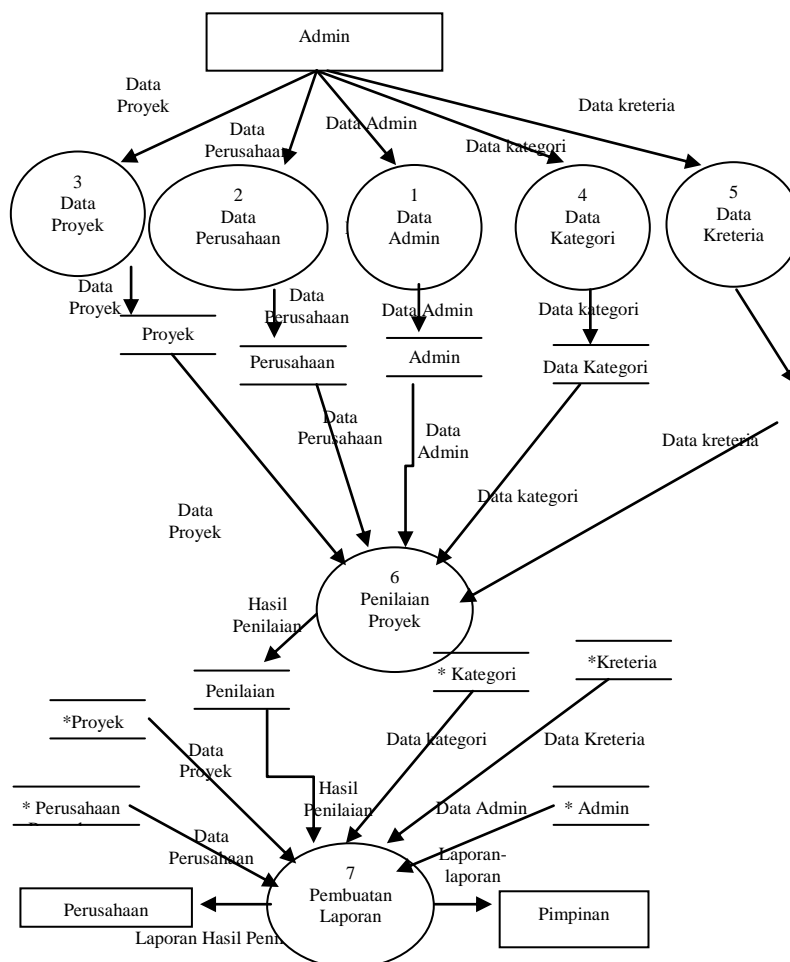 Admin
Data
Proyek
Data
Perusahaan
Data Admin
Data kategori
Data kreteria
3
Data
Proyek
2
Data
Perusahaan
1
Data
Admin
4
Data
Kategori
5
Data
Kreteria
Data
Proyek
Data
Perusahaan
Data Admin
Data kategori
Proyek
Perusahaan
Admin
Data Kategori
Data
Perusahaan
Data
Admin
Data kreteria
Data
Proyek
Data kategori
6
Penilaian
Proyek
Hasil
Penilaian
Penilaian
* Kategori
*Kreteria
*Proyek
Data
Proyek
Data kategori
Data Kreteria
* Perusahaan
Hasil
Penilaian
Data Admin
* Admin
Data
Perusahaan
Laporan-
laporan
7
Pembuatan
Laporan
Perusahaan
Pimpinan
Laporan Hasil